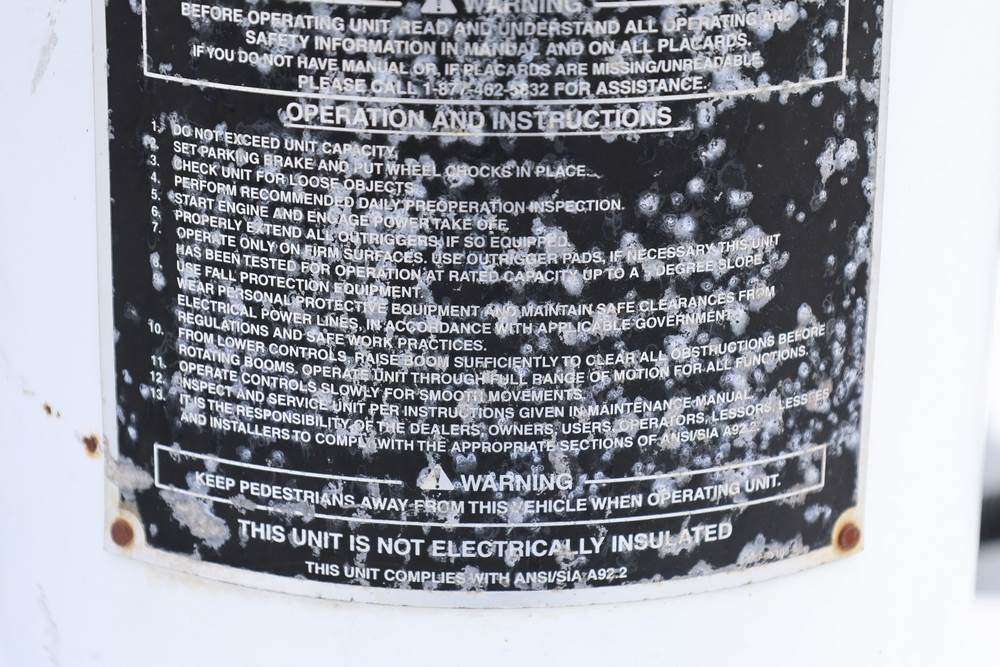 WARNING
BEFORE OPERATING UNIT, READ AND UNDERSTAND ALL OPERATING AND
SAFETY INFORMATION IN MANUAL AND ON ALL PLACARDS.
IF YOU DO NOT HAVE MANUAL OR, IF PLACARDS ARE MISSING/UNREADABLE,
PLEASE CALL 1-877-462-5832 FOR ASSISTANCE.
OPERATION AND INSTRUCTIONS
1. DO NOT EXCEED UNIT CAPACITY.
2. SET PARKING BRAKE AND PUT WHEEL CHOCKS IN PLACE.
3. CHECK UNIT FOR LOOSE OBJECTS.
4. PERFORM RECOMMENDED DAILY PREOPERATION INSPECTION.
5. START ENGINE AND ENGAGE POWER TAKE OFF.
6. PROPERLY EXTEND ALL OUTRIGGERS, IF SO EQUIPPED.
7. OPERATE ONLY ON FIRM SURFACES. USE OUTRIGGER PADS, IF NECESSARY THIS UNIT
HAS BEEN TESTED FOR OPERATION AT RATED CAPACITY UP TO A 5 DEGREE SLOPE.
8. USE FALL PROTECTION EQUIPMENT.
WEAR PERSONAL PROTECTIVE EQUIPMENT AND MAINTAIN SAFE CLEARANCES FROM
ELECTRICAL POWER LINES, IN ACCORDANCE WITH APPLICABLE GOVERNMENT
REGULATIONS AND SAFE WORK PRACTICES.
10. FROM LOWER CONTROLS, RAISE BOOM SUFFICIENTLY TO CLEAR ALL OBSTRUCTIONS BEFORE
ROTATING BOOMS. OPERATE UNIT THROUGH FULL RANGE OF MOTION FOR ALL FUNCTIONS.
11. OPERATE CONTROLS SLOWLY FOR SMOOTH MOVEMENTS.
12. INSPECT AND SERVICE UNIT PER INSTRUCTIONS GIVEN IN MAINTENANCE MANUAL.
13. IT IS THE RESPONSIBILITY OF THE DEALERS, OWNERS, USERS, OPERATORS, LESSORS, LESSEES
AND INSTALLERS TO COMPLY WITH THE APPROPRIATE SECTIONS OF ANSI/SIA A92.2.
WARNING
KEEP PEDESTRIANS AWAY FROM THIS VEHICLE WHEN OPERATING UNIT.
THIS UNIT IS NOT ELECTRICALLY INSULATED
THIS UNIT COMPLIES WITH ANSI/SIA A92.2